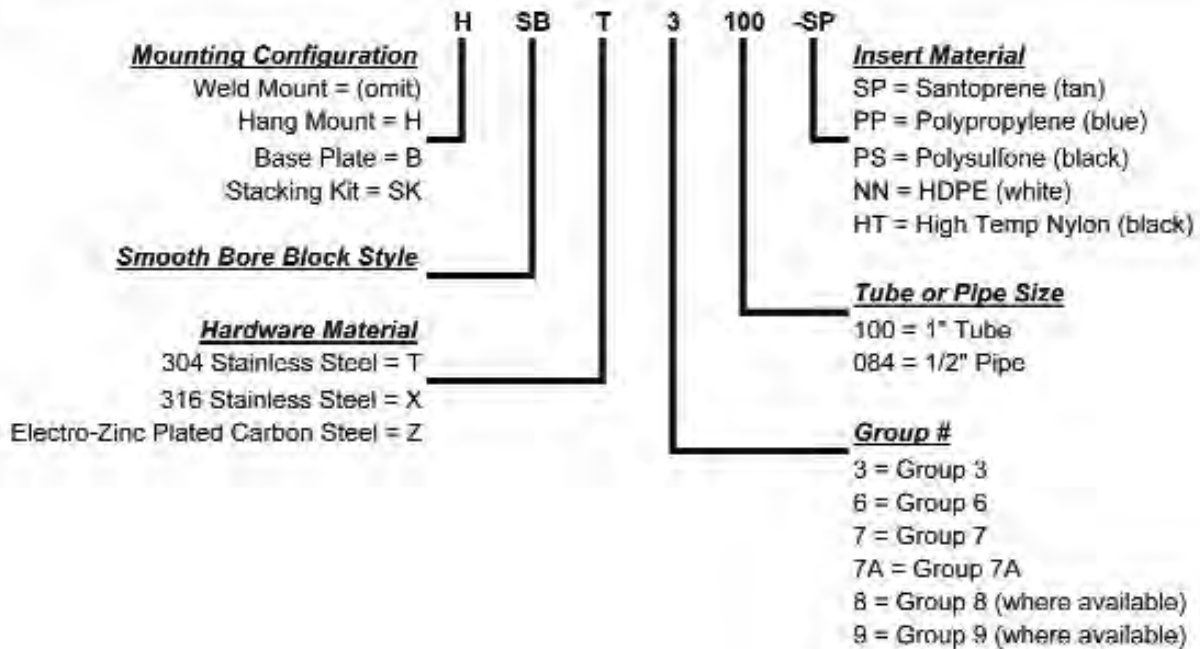 H SB T 3 100 -SP
Mounting Configuration
Weld Mount = (omit)
Hang Mount = H
Base Plate = B
Stacking Kit = SK
Smooth Bore Block Style
Hardware Material
304 Stainless Steel = T
316 Stainless Steel = X
Electro-Zinc Plated Carbon Steel = Z
Insert Material
SP = Santoprene (tan)
PP = Polypropylene (blue)
PS = Polysulfone (black)
NN = HDPE (white)
HT = High Temp Nylon (black)
Tube or Pipe Size
100 = 1" Tube
084 = 1/2" Pipe
Group #
3 = Group 3
6 = Group 6
7 = Group 7
7A = Group 7A
8 = Group 8 (where available)
9 = Group 9 (where available)